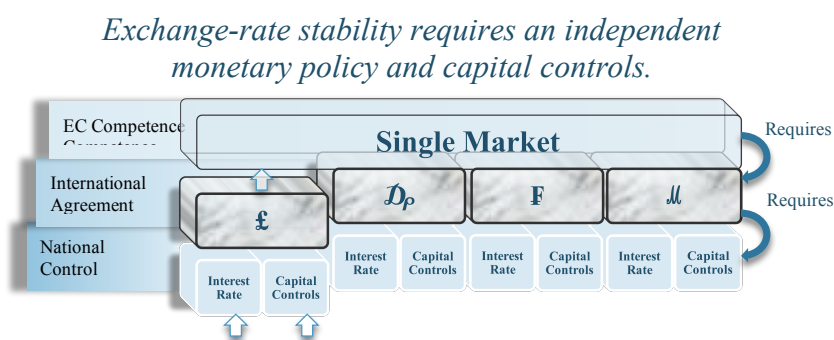 Exchange-rate stability requires an independent
monetary policy and capital controls.
EC Competence
Single Market
Requires
International
Agreement
£
₯
₣
ℳ
Requires
National
Control
Interest
Rate
Capital
Controls
Interest
Rate
Capital
Controls
Interest
Rate
Capital
Controls
Interest
Rate
Capital
Controls